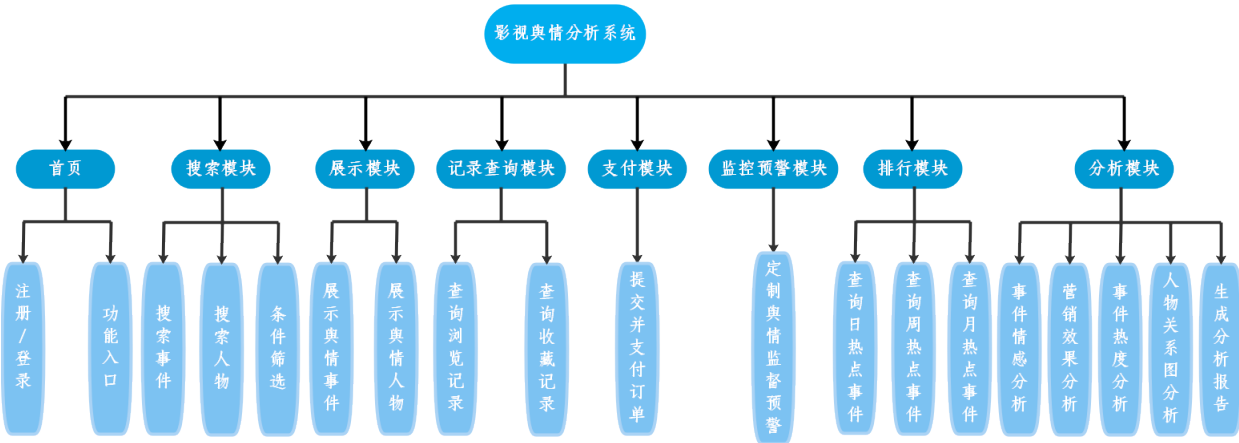 影视舆情分析系统
首页
搜索模块
展示模块
记录查询模块
支付模块
监控预警模块
排行模块
分析模块
注册/登录
功能入口
搜索事件
搜索人物
条件筛选
展示舆情事件
展示舆情人物
查询浏览记录
查询收藏记录
提交并支付订单
定制舆情监督预警
查询日热点事件
查询周热点事件
查询月热点事件
事件情感分析
营销效果分析
事件热度分析
人物关系图分析
生成分析报告